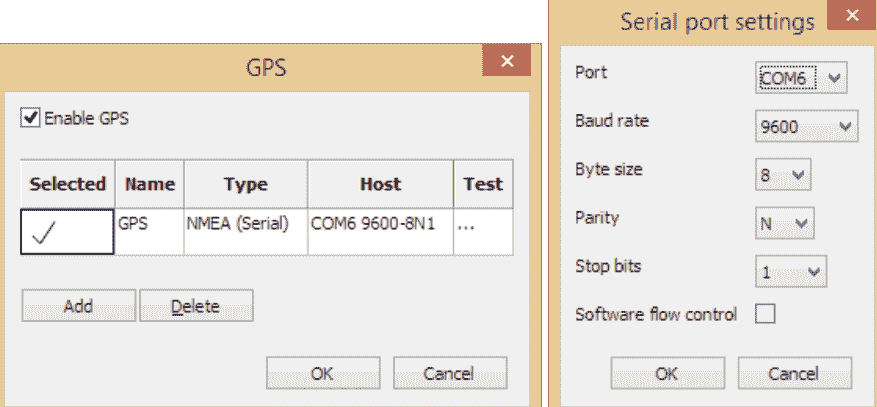 GPS
Enable GPS
Selected Name Type Host Test
GPS NMEA (Serial) COM6 9600-8N1 ...
Add Delete
OK Cancel
Serial port settings
Port COM6
Baud rate 9600
Byte size 8
Parity N
Stop bits 1
Software flow control
OK Cancel